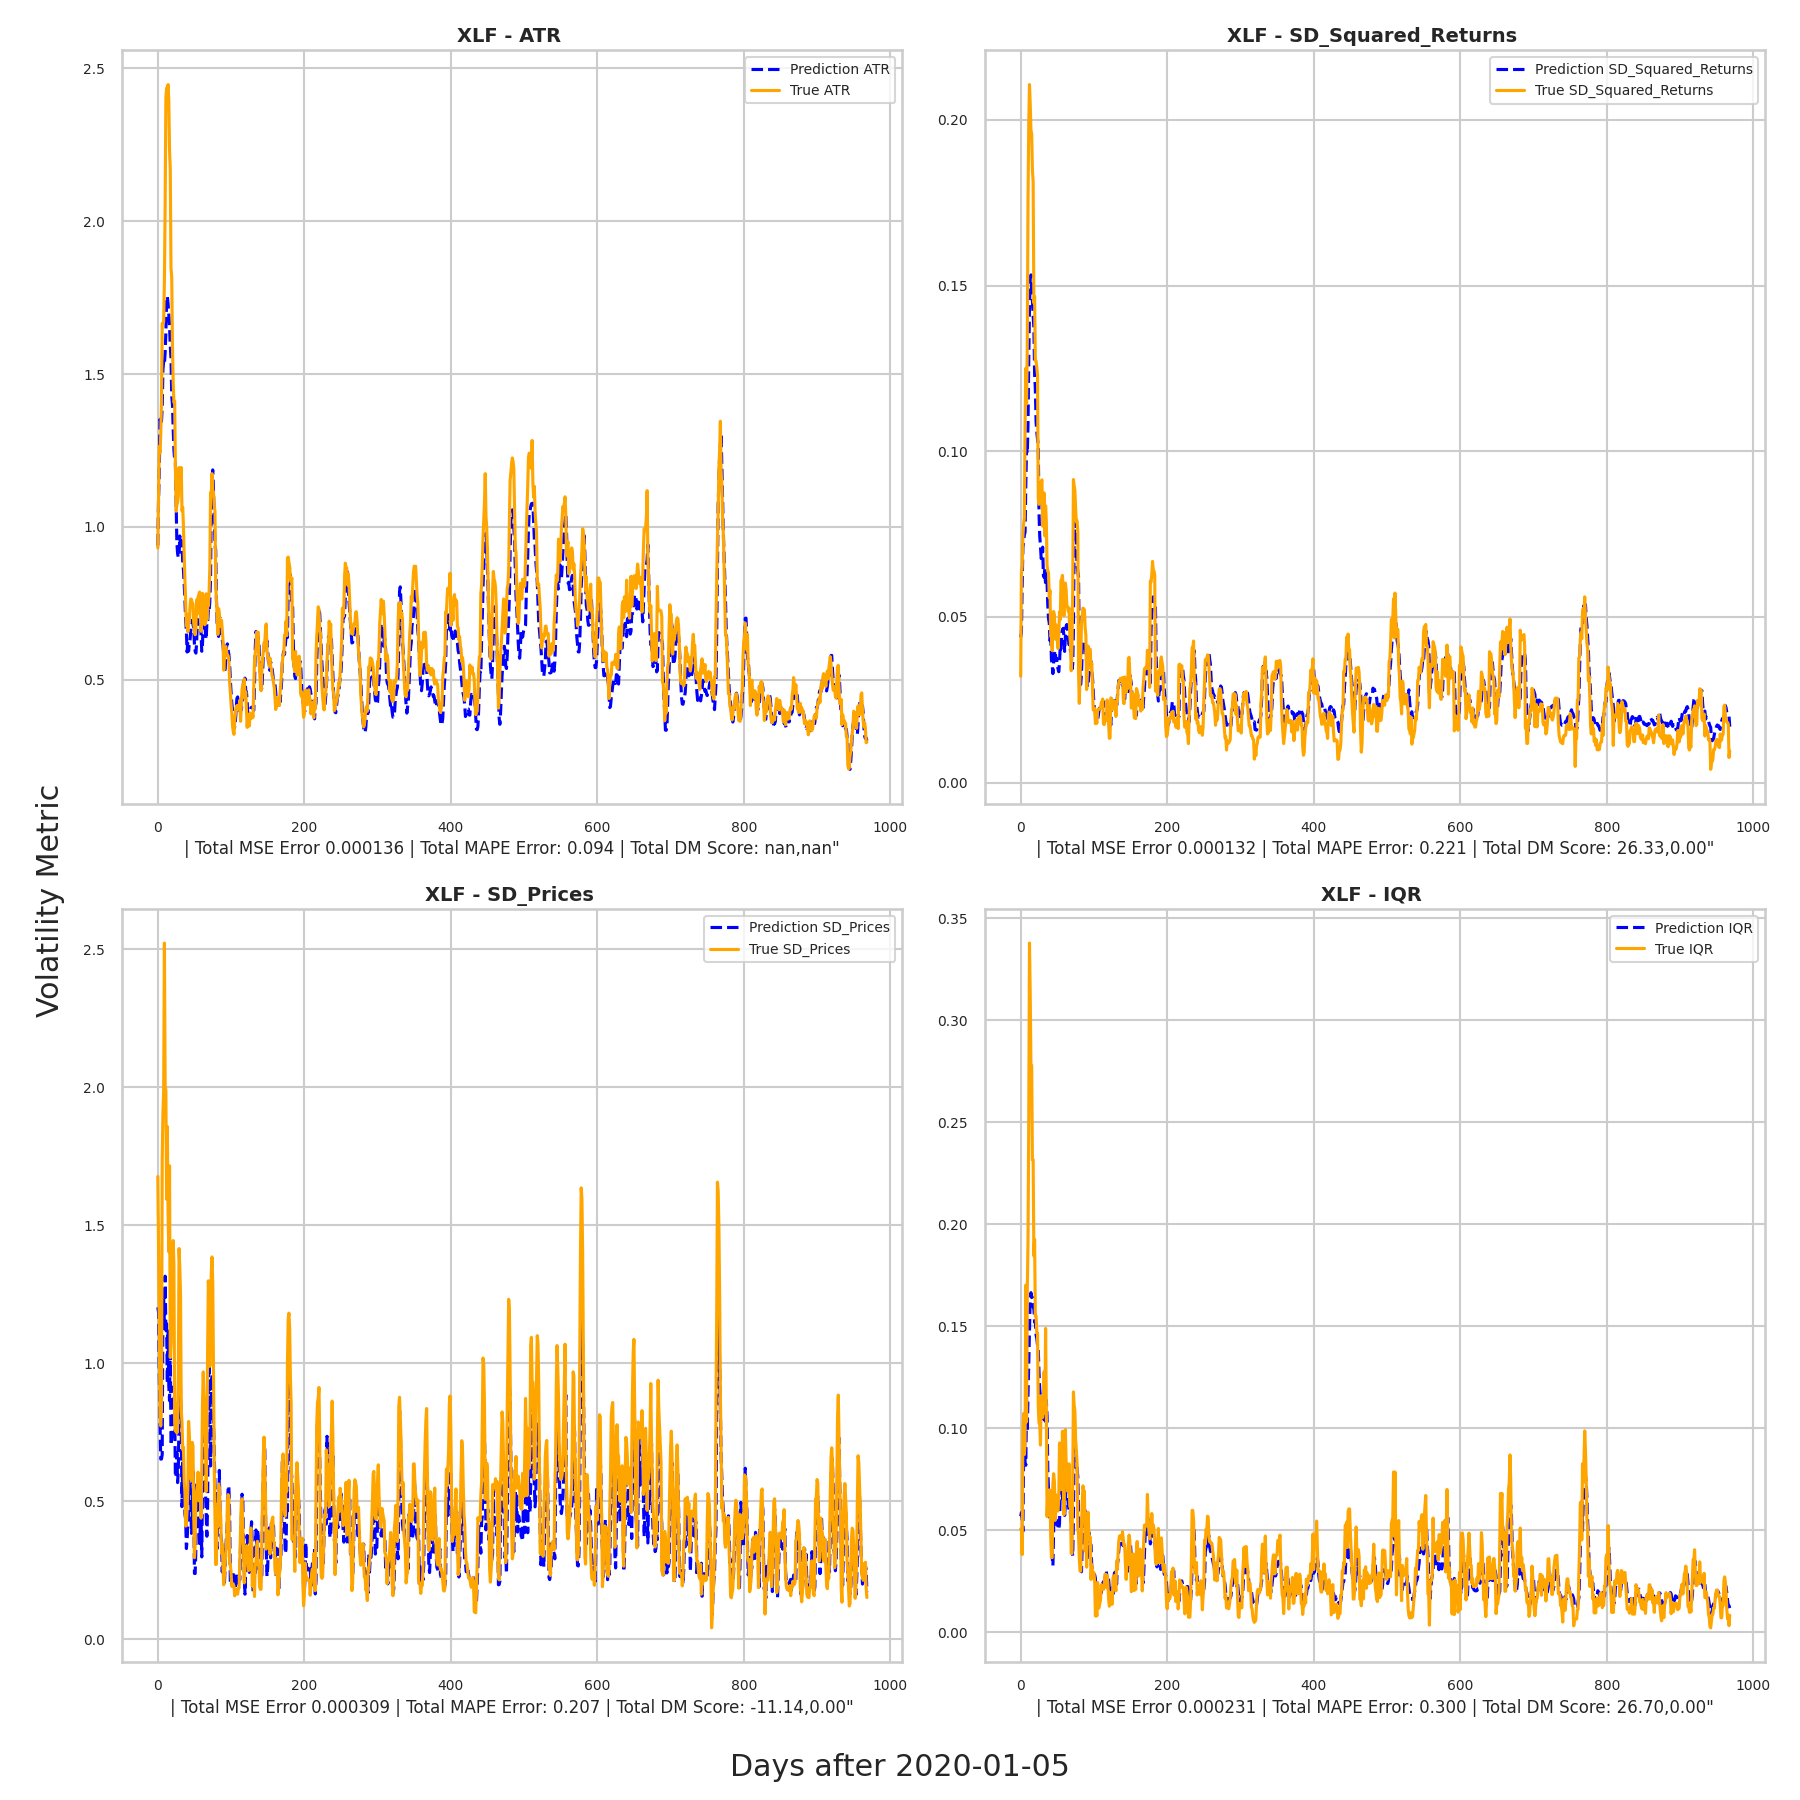 XLF - ATR
2.5
2.0
1.5
1.0
0.5
Prediction ATR
True ATR
0 200 400 600 800 1000
| Total MSE Error 0.000136 | Total MAPE Error: 0.094 | Total DM Score: nan,nan"
XLF - SD_Squared_Returns
0.20
0.15
0.10
0.05
0.00
Prediction SD_Squared_Returns
True SD_Squared_Returns
0 200 400 600 800 1000
| Total MSE Error 0.000132 | Total MAPE Error: 0.221 | Total DM Score: 26.33,0.00"
Volatility Metric
XLF - SD_Prices
2.5
2.0
1.5
1.0
0.5
0.0
Prediction SD_Prices
True SD_Prices
0 200 400 600 800 1000
| Total MSE Error 0.000309 | Total MAPE Error: 0.207 | Total DM Score: -11.14,0.00"
XLF - IQR
0.35
0.30
0.25
0.20
0.15
0.10
0.05
0.00
Prediction IQR
True IQR
0 200 400 600 800 1000
| Total MSE Error 0.000231 | Total MAPE Error: 0.300 | Total DM Score: 26.70,0.00"
Days after 2020-01-05